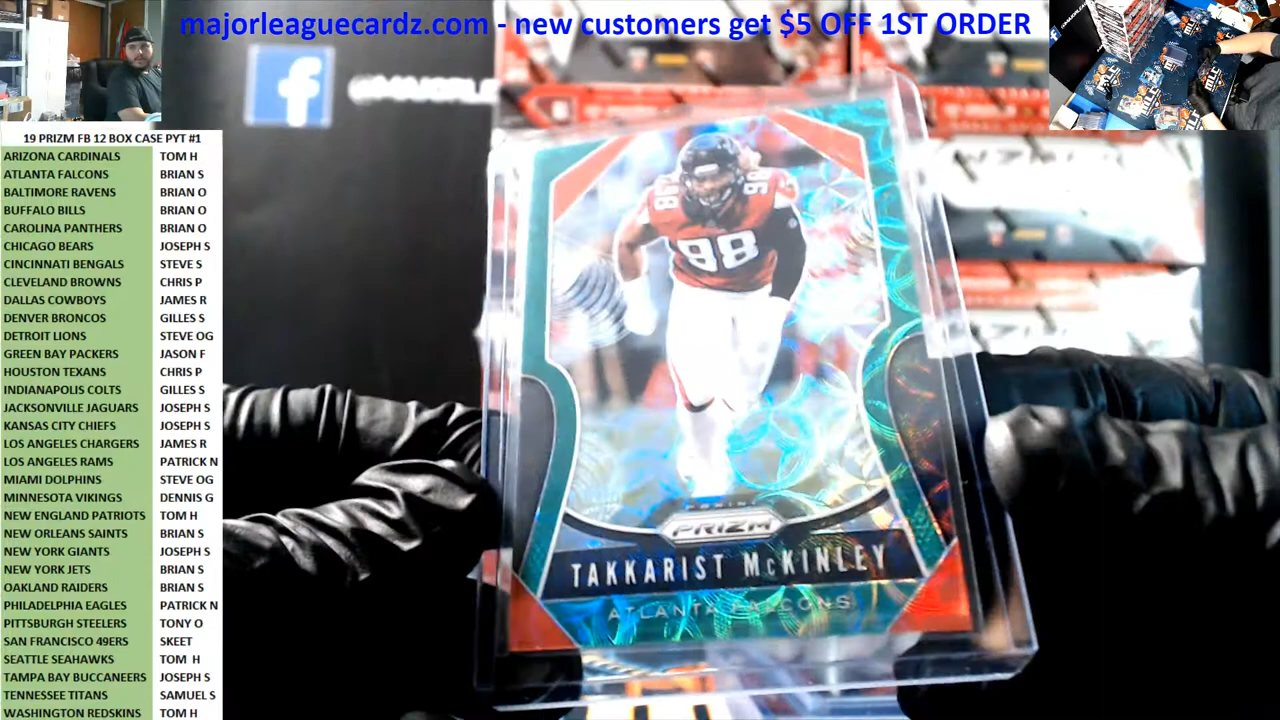 majorleaguecardz.com - new customers get $5 OFF 1ST ORDER
19 PRIZM FB 12 BOX CASE PYT #1
ARIZONA CARDINALS TOM H
ATLANTA FALCONS BRIAN S
BALTIMORE RAVENS BRIAN O
BUFFALO BILLS BRIAN O
CAROLINA PANTHERS BRIAN O
CHICAGO BEARS JOSEPH S
CINCINNATI BENGALS STEVE S
CLEVELAND BROWNS CHRIS P
DALLAS COWBOYS JAMES R
DENVER BRONCOS GILLES S
DETROIT LIONS STEVE OG
GREEN BAY PACKERS JASON F
HOUSTON TEXANS CHRIS P
INDIANAPOLIS COLTS GILLES S
JACKSONVILLE JAGUARS JOSEPH S
KANSAS CITY CHIEFS JOSEPH S
LOS ANGELES CHARGERS JAMES R
LOS ANGELES RAMS PATRICK N
MIAMI DOLPHINS STEVE OG
MINNESOTA VIKINGS DENNIS G
NEW ENGLAND PATRIOTS TOM H
NEW ORLEANS SAINTS BRIAN S
NEW YORK GIANTS JOSEPH S
NEW YORK JETS BRIAN S
OAKLAND RAIDERS BRIAN S
PHILADELPHIA EAGLES PATRICK N
PITTSBURGH STEELERS TONY O
SAN FRANCISCO 49ERS SKEET
SEATTLE SEAHAWKS TOM H
TAMPA BAY BUCCANEERS JOSEPH S
TENNESSEE TITANS SAMUEL S
WASHINGTON REDSKINS TOM H
f @MAJORLE
98
98
98
PANINI
PRIZM
TAKKARIST McKINLEY
ATLANTA FALCONS